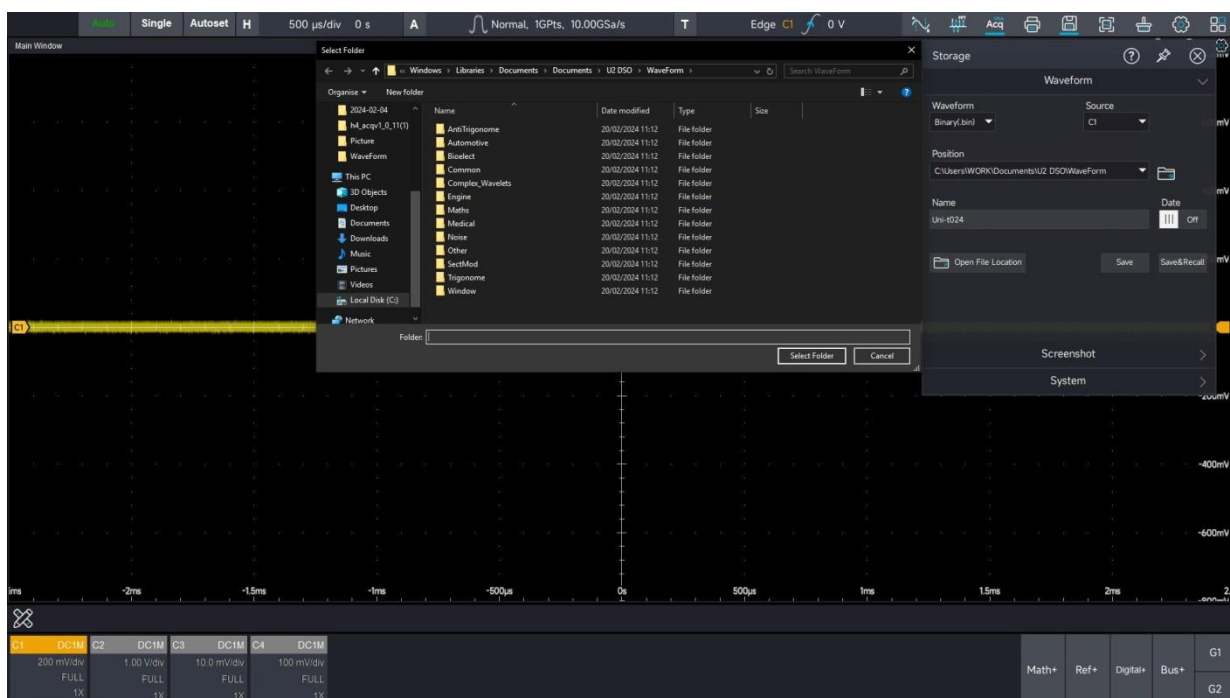 Auto Single Autoset H 500 µs/div 0 s A Normal, 1GPts, 10.00GSa/s T Edge C1 0 V Acq
Main Window
Select Folder
« Windows › Libraries › Documents › Documents › U2 DSO › WaveForm ›
Search WaveForm
Organise New folder
2024-02-04
h4_acqv1_0_11(1)
Picture
WaveForm
This PC
3D Objects
Desktop
Documents
Downloads
Music
Pictures
Videos
Local Disk (C:)
Network
Name Date modified Type Size
AntiTrigonome 20/02/2024 11:12 File folder
Automotive 20/02/2024 11:12 File folder
Bioelect 20/02/2024 11:12 File folder
Common 20/02/2024 11:12 File folder
Complex_Wavelets 20/02/2024 11:12 File folder
Engine 20/02/2024 11:12 File folder
Maths 20/02/2024 11:12 File folder
Medical 20/02/2024 11:12 File folder
Noise 20/02/2024 11:12 File folder
Other 20/02/2024 11:12 File folder
SectMod 20/02/2024 11:12 File folder
Trigonome 20/02/2024 11:12 File folder
Window 20/02/2024 11:12 File folder
Folder:
Select Folder Cancel
Storage
Waveform
Waveform Source
Binary(.bin) C1
Position
C:\Users\WORK\Documents\U2 DSO\WaveForm
Name Date
Uni-t024 Off
Open File Location Save Save&Recall
Screenshot
System
C1
-200mV
-400mV
-600mV
-800mV
-2ms -1.5ms -1ms -500µs 0s 500µs 1ms 1.5ms 2ms
C1 DC1M C2 DC1M C3 DC1M C4 DC1M
200 mV/div 1.00 V/div 10.0 mV/div 100 mV/div
FULL FULL FULL FULL
1X 1X 1X 1X
Math+ Ref+ Digital+ Bus+
G1
G2